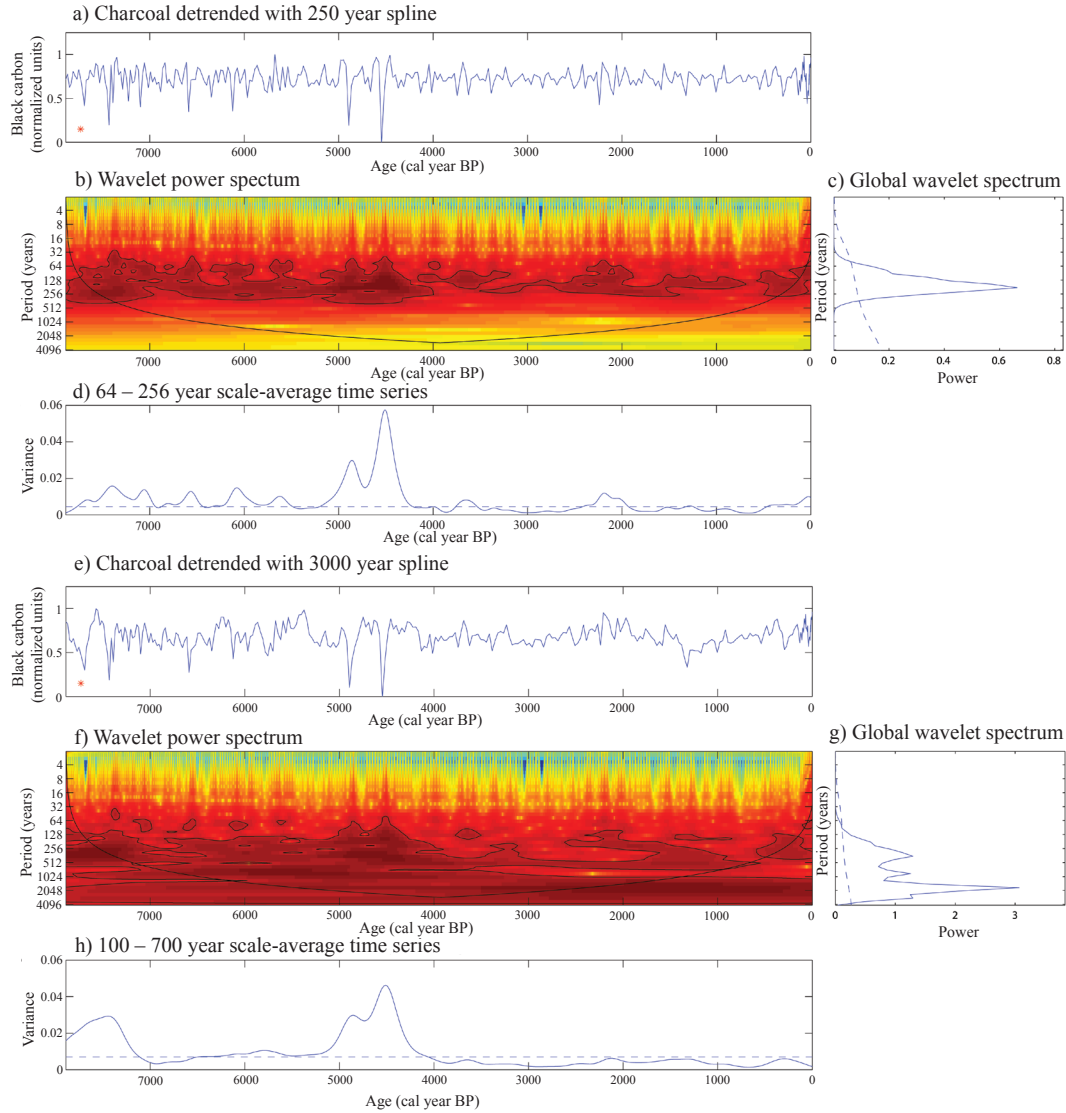 a) Charcoal detrended with 250 year spline
Black carbon
(normalized units)
1
0.5
0
*
7000 6000 5000 4000 3000 2000 1000 0
Age (cal year BP)
b) Wavelet power spectum
Period (years)
4
8
16
32
64
128
256
512
1024
2048
4096
7000 6000 5000 4000 3000 2000 1000 0
Age (cal year BP)
c) Global wavelet spectrum
Period (years)
0 0.2 0.4 0.6 0.8
Power
d) 64 – 256 year scale-average time series
Variance
0.06
0.04
0.02
0
7000 6000 5000 4000 3000 2000 1000 0
Age (cal year BP)
e) Charcoal detrended with 3000 year spline
Black carbon
(normalized units)
1
0.5
0
*
7000 6000 5000 4000 3000 2000 1000 0
Age (cal year BP)
f) Wavelet power spectrum
Period (years)
4
8
16
32
64
128
256
512
1024
2048
4096
7000 6000 5000 4000 3000 2000 1000 0
Age (cal year BP)
g) Global wavelet spectrum
Period (years)
0 1 2 3
Power
h) 100 – 700 year scale-average time series
Variance
0.06
0.04
0.02
0
7000 6000 5000 4000 3000 2000 1000 0
Age (cal year BP)